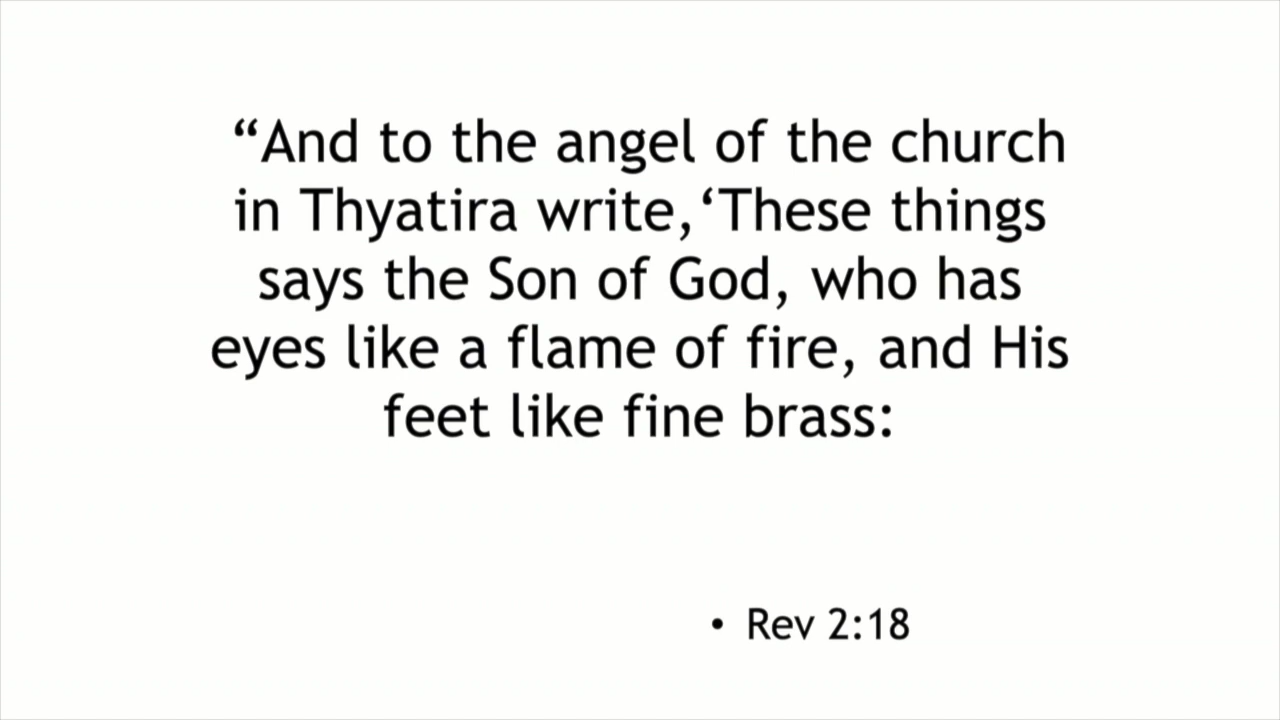 “And to the angel of the church
in Thyatira write, ‘These things
says the Son of God, who has
eyes like a flame of fire, and His
feet like fine brass:
• Rev 2:18